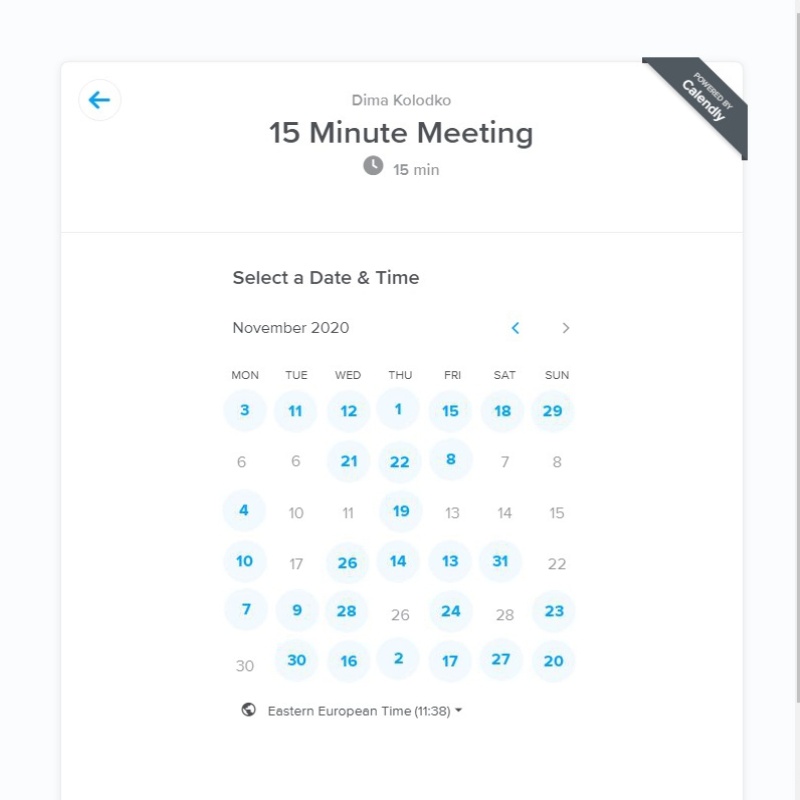 POWERED BY
Calendly
Dima Kolodko
15 Minute Meeting
15 min
Select a Date & Time
November 2020
MON TUE WED THU FRI SAT SUN
3 11 12 1 15 18 29
6 6 21 22 8 7 8
4 10 11 19 13 14 15
10 17 26 14 13 31 22
7 9 28 26 24 28 23
30 30 16 2 17 27 20
Eastern European Time (11:38)